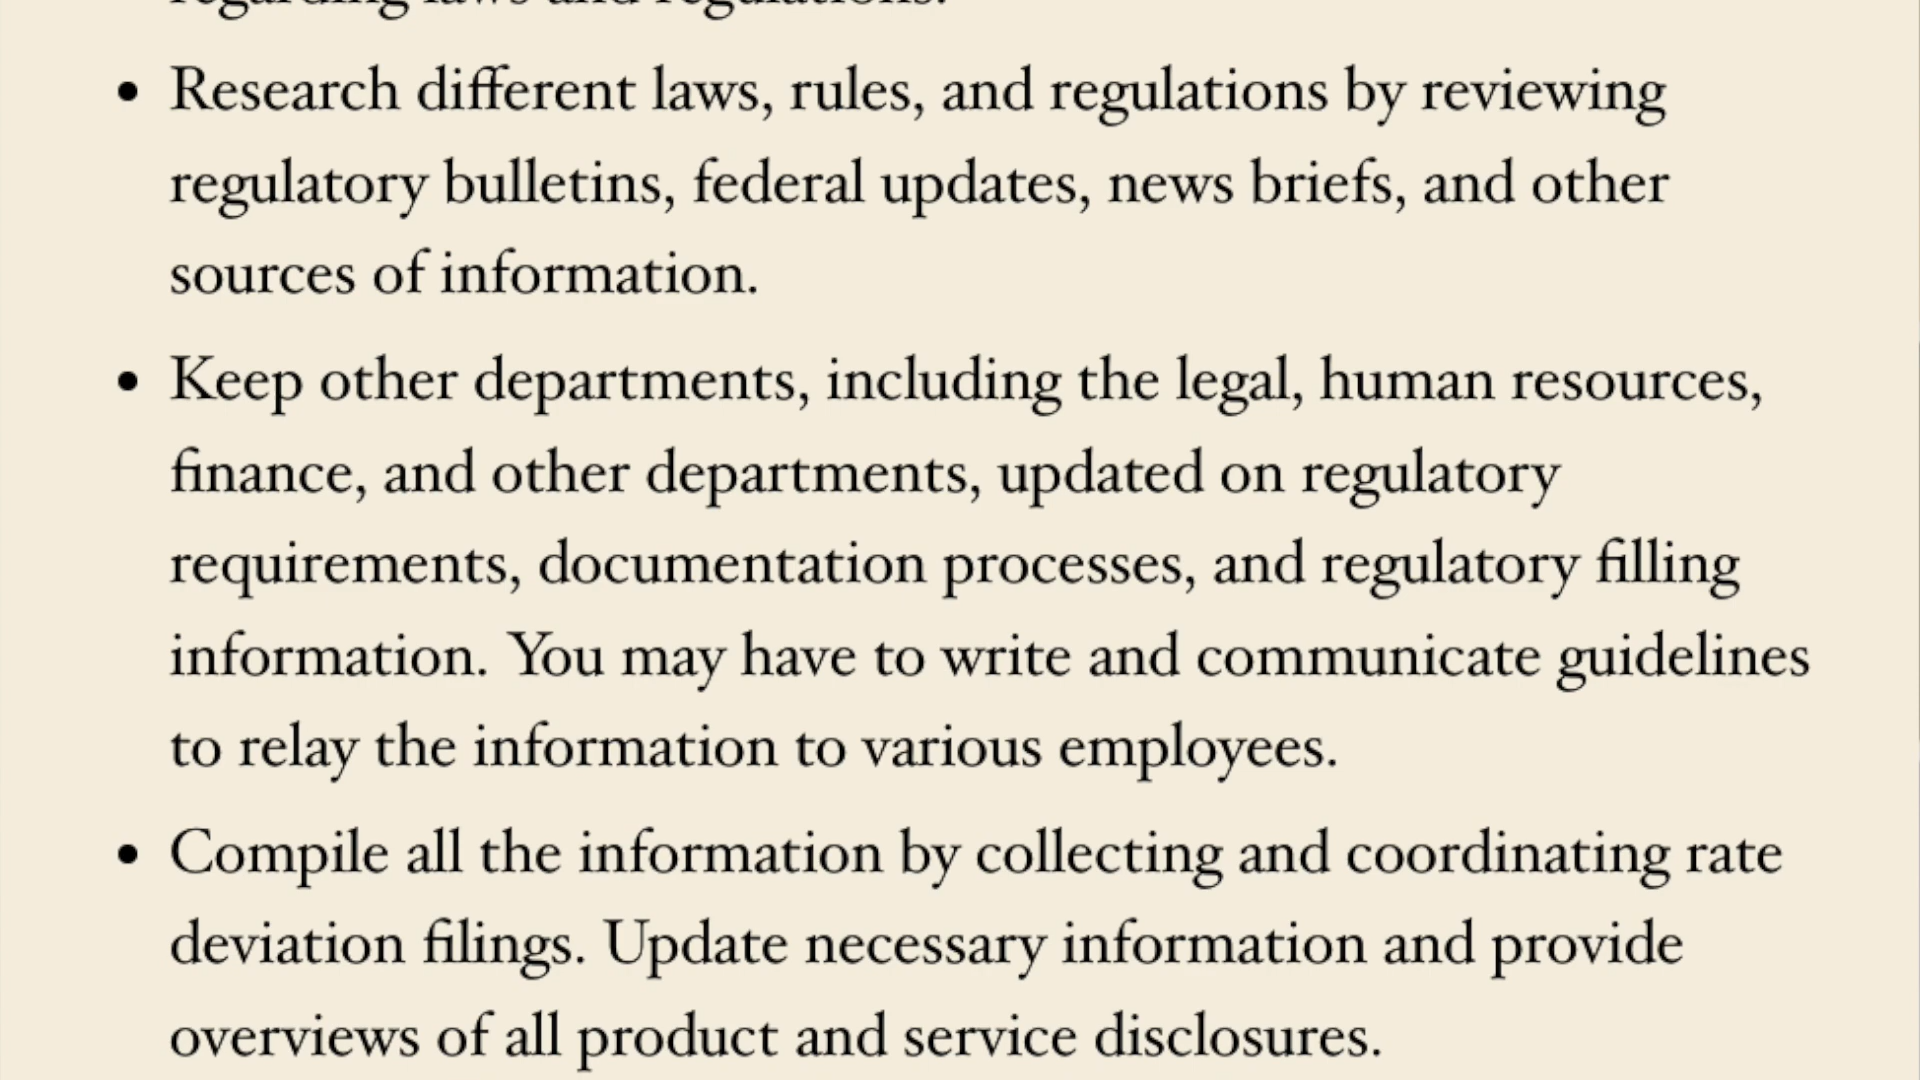 regarding laws and regulations.
• Research different laws, rules, and regulations by reviewing
regulatory bulletins, federal updates, news briefs, and other
sources of information.
• Keep other departments, including the legal, human resources,
finance, and other departments, updated on regulatory
requirements, documentation processes, and regulatory filling
information. You may have to write and communicate guidelines
to relay the information to various employees.
• Compile all the information by collecting and coordinating rate
deviation filings. Update necessary information and provide
overviews of all product and service disclosures.